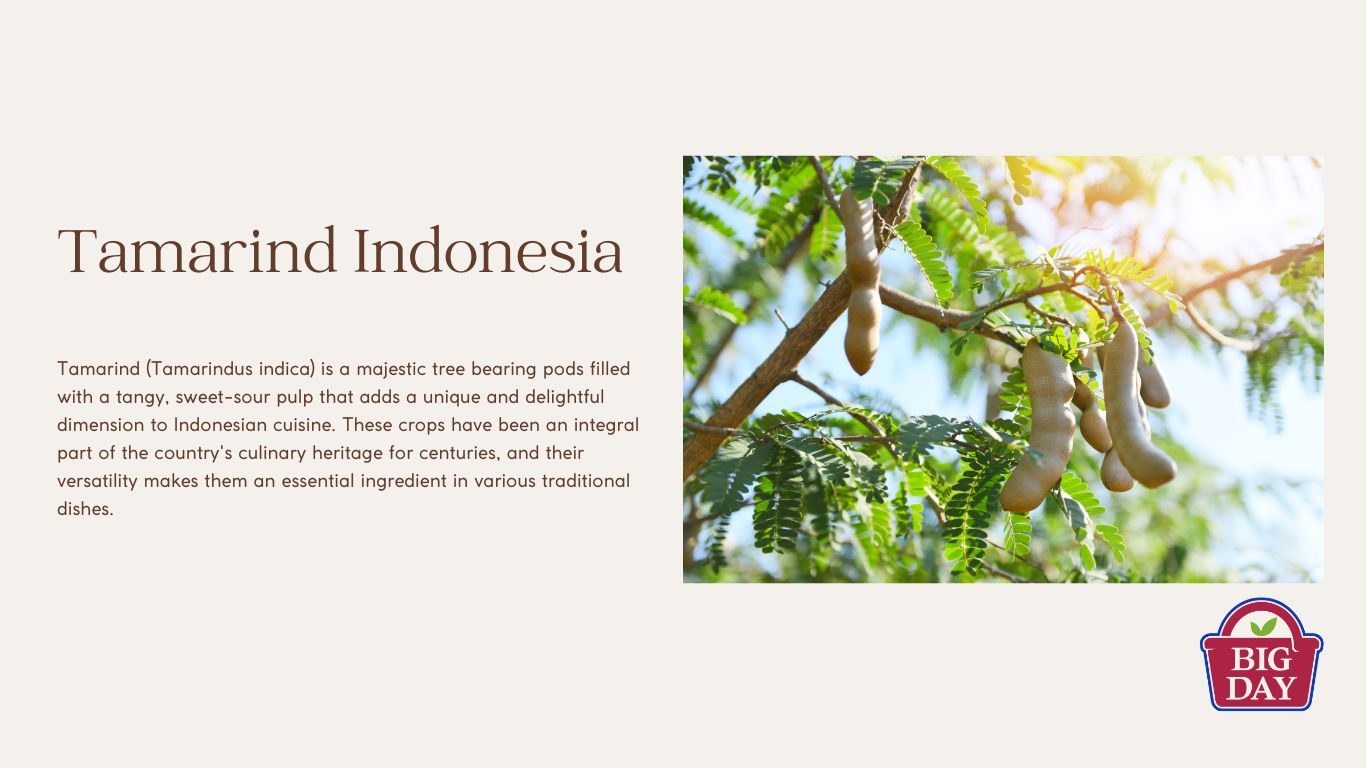 Tamarind Indonesia
Tamarind (Tamarindus indica) is a majestic tree bearing pods filled
with a tangy, sweet-sour pulp that adds a unique and delightful
dimension to Indonesian cuisine. These crops have been an integral
part of the country's culinary heritage for centuries, and their
versatility makes them an essential ingredient in various traditional
dishes.
BIG
DAY